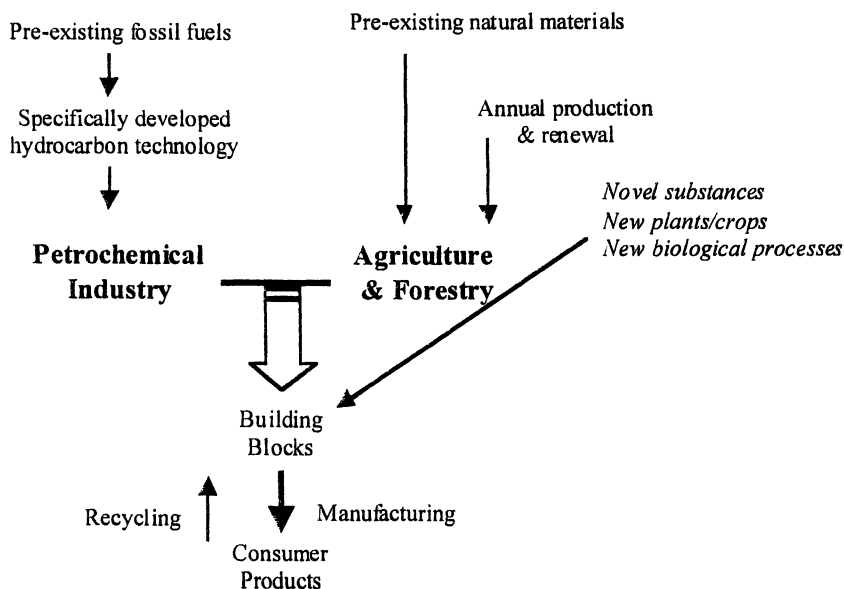 Pre-existing fossil fuels
Pre-existing natural materials
Specifically developed
hydrocarbon technology
Annual production
& renewal
Novel substances
New plants/crops
New biological processes
Petrochemical
Industry
Agriculture
& Forestry
Building
Blocks
Recycling
Manufacturing
Consumer
Products